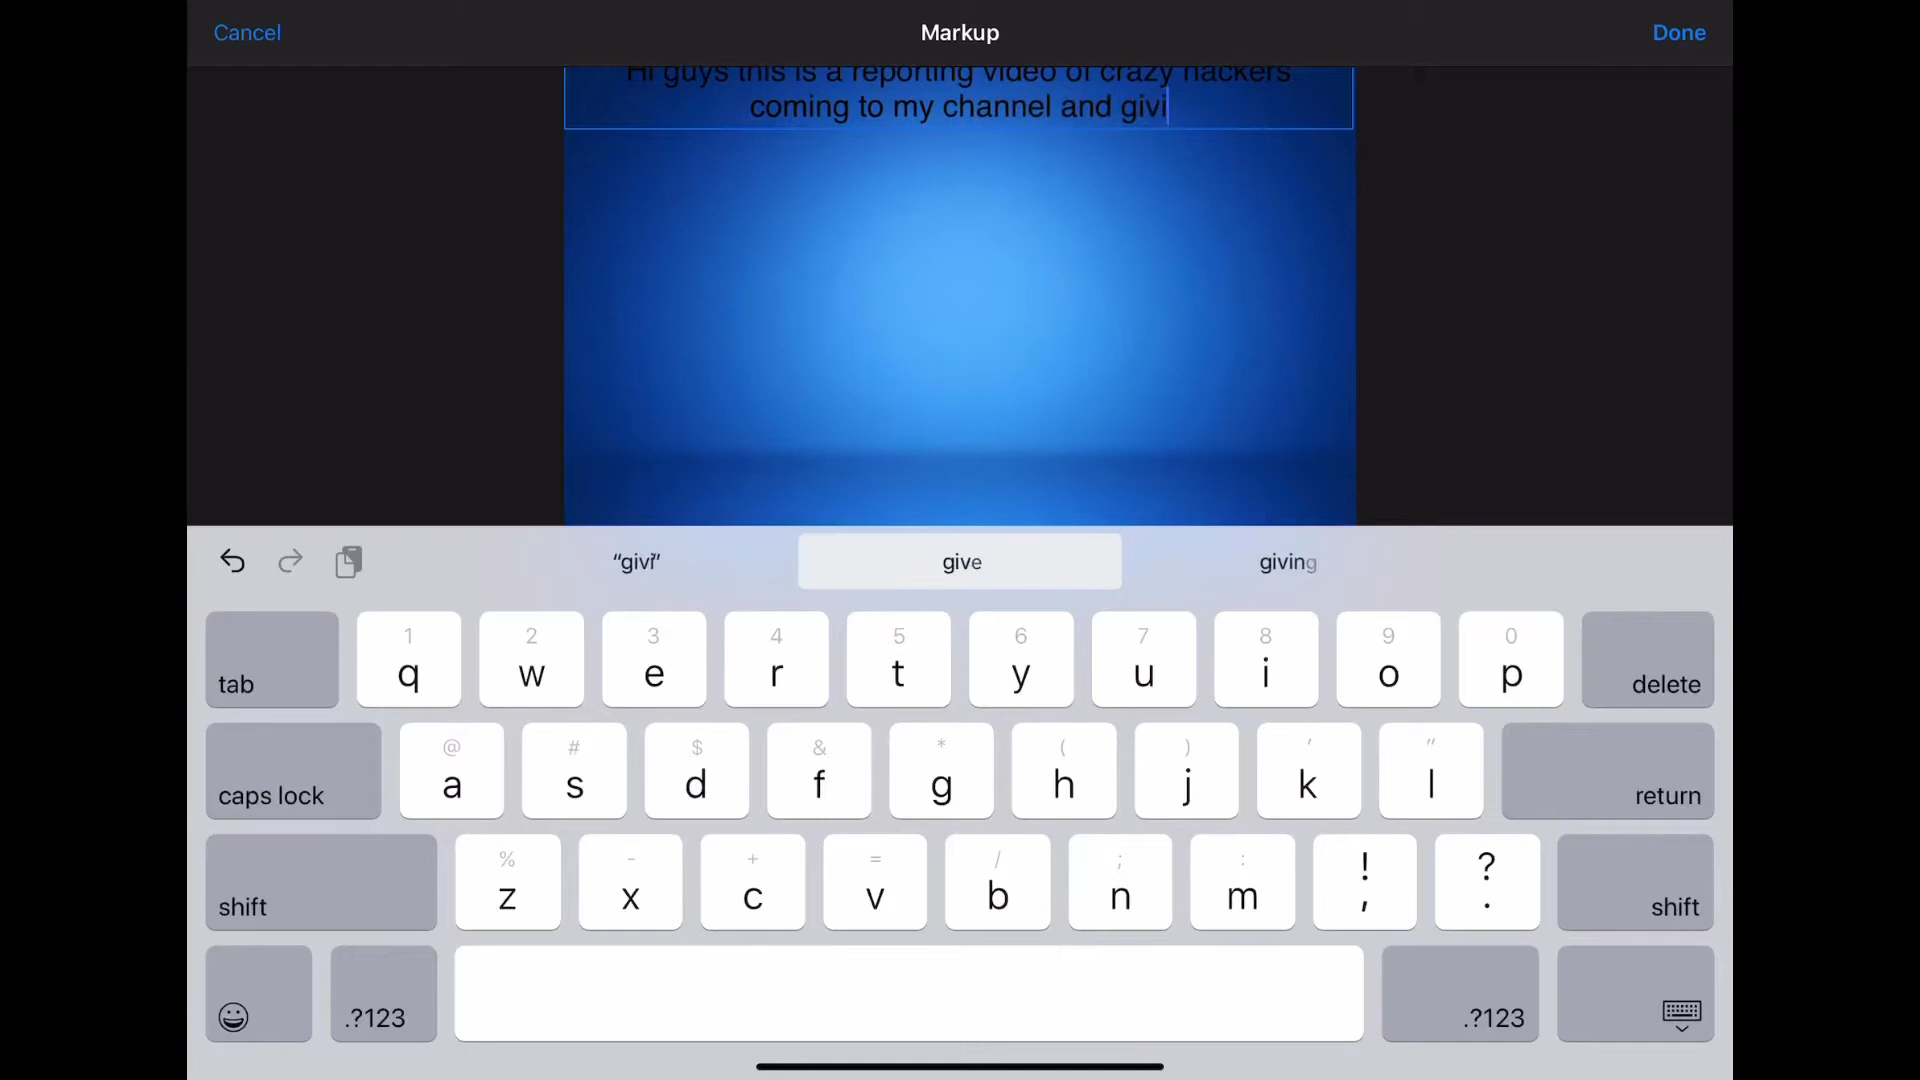 Cancel Markup Done
Hi guys this is a reporting video of crazy hackers
coming to my channel and givi
“givi” give giving
1 2 3 4 5 6 7 8 9 0
tab q w e r t y u i o p delete
@ # $ & * ( ) ' "
caps lock a s d f g h j k l return
% - + = / ; : ! ?
shift z x c v b n m , . shift
.?123 .?123